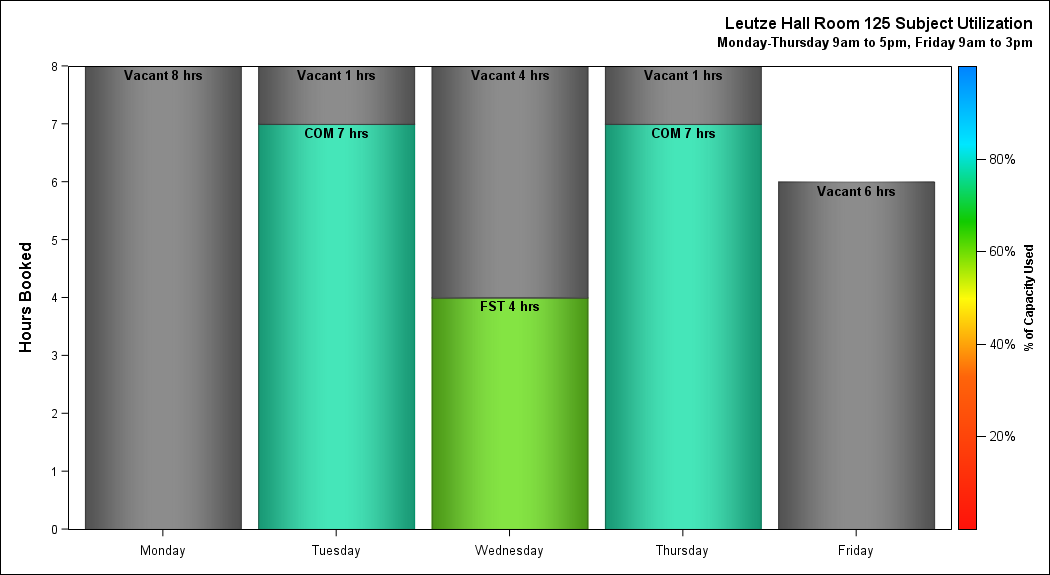 Leutze Hall Room 125 Subject Utilization
Monday-Thursday 9am to 5pm, Friday 9am to 3pm
Hours Booked
8
7
6
5
4
3
2
1
0
Vacant 8 hrs
Vacant 1 hrs
COM 7 hrs
Vacant 4 hrs
FST 4 hrs
Vacant 1 hrs
COM 7 hrs
Vacant 6 hrs
Monday
Tuesday
Wednesday
Thursday
Friday
80%
60%
40%
20%
% of Capacity Used